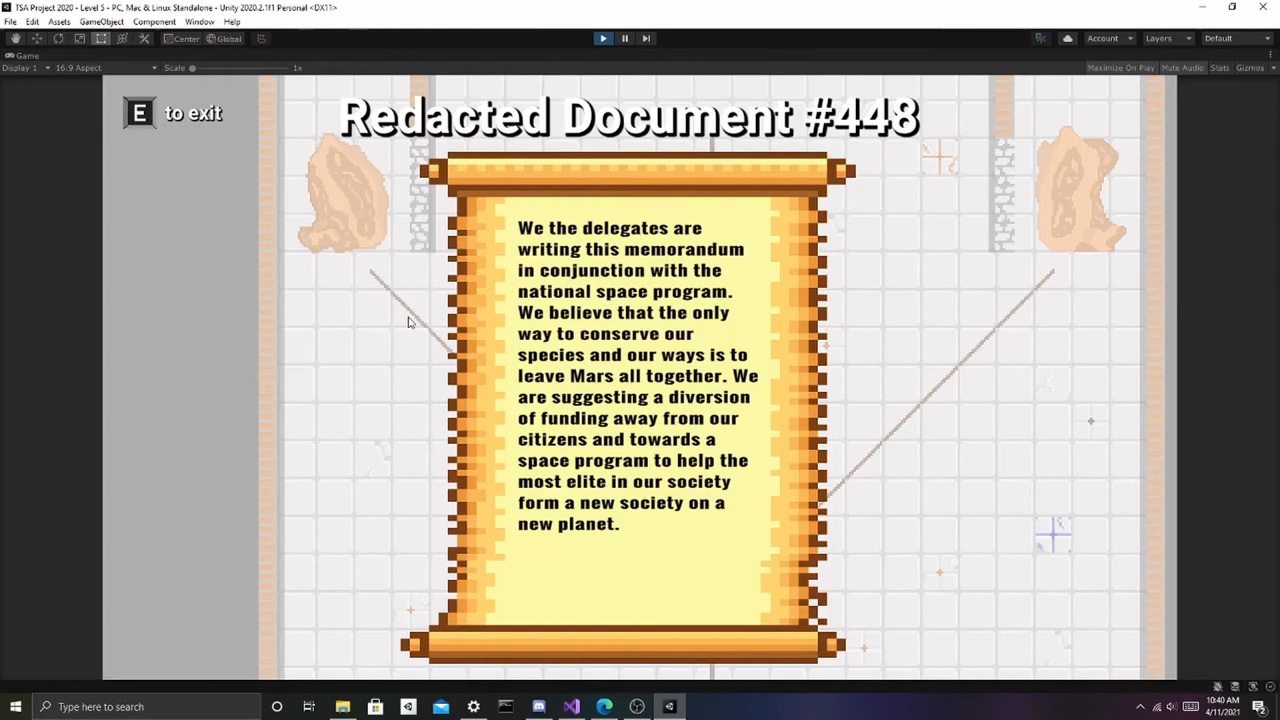 TSA Project 2020 - Level 5 - PC, Mac & Linux Standalone - Unity 2020.2.1f1 Personal <DX11>
File Edit Assets GameObject Component Window Help
Center Global Account Layers Default
Game
Display 1 16:9 Aspect Scale 1x Maximize On Play Mute Audio Stats Gizmos
E to exit
Redacted Document #448
We the delegates are
writing this memorandum
in conjunction with the
national space program.
We believe that the only
way to conserve our
species and our ways is to
leave Mars all together. We
are suggesting a diversion
of funding away from our
citizens and towards a
space program to help the
most elite in our society
form a new society on a
new planet.
Type here to search
10:40 AM
4/11/2021
2